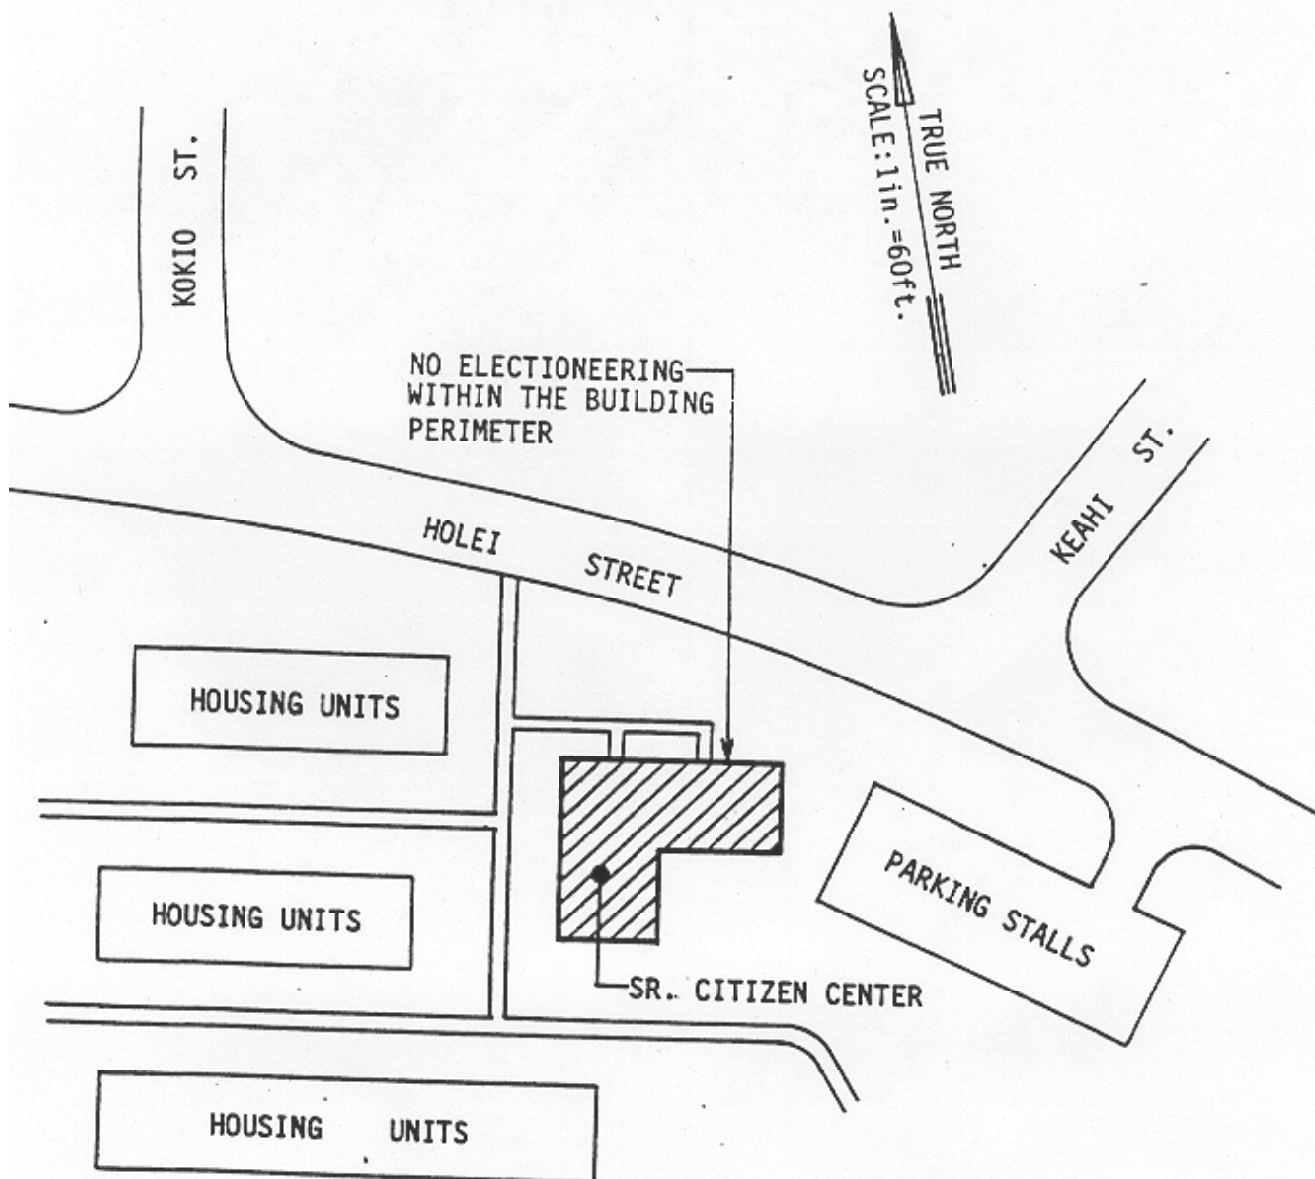 KOKIO ST.
TRUE NORTH
SCALE:1in.=60ft.
NO ELECTIONEERING
WITHIN THE BUILDING
PERIMETER
KEAHI ST.
HOLEI STREET
HOUSING UNITS
PARKING STALLS
HOUSING UNITS
SR. CITIZEN CENTER
HOUSING UNITS